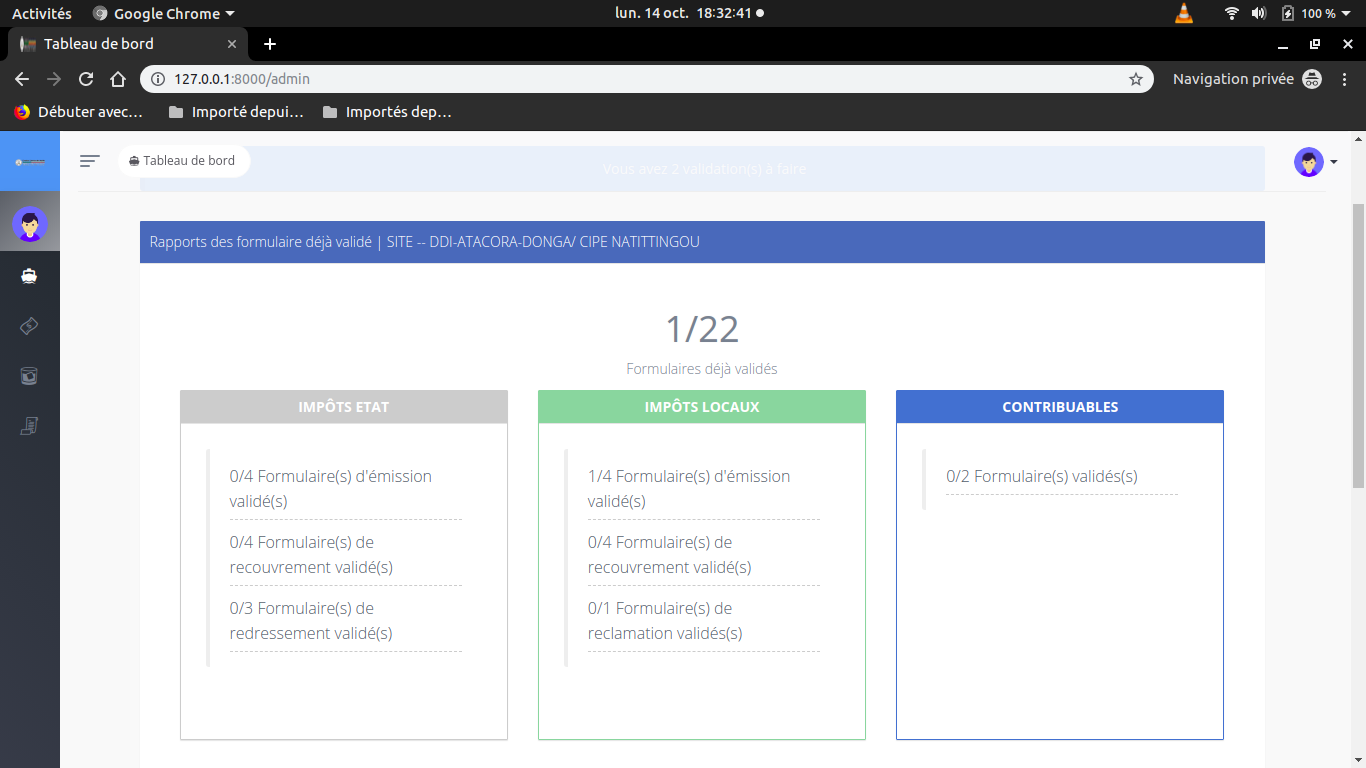 Activités
Google Chrome
lun. 14 oct. 18:32:41
100 %
Tableau de bord
127.0.0.1:8000/admin
Navigation privée
Débuter avec…
Importé depui…
Importés dep…
Tableau de bord
Vous avez 2 validation(s) à faire
Rapports des formulaire déjà validé | SITE -- DDI-ATACORA-DONGA/ CIPE NATITTINGOU
1/22
Formulaires déjà validés
IMPÔTS ETAT
0/4 Formulaire(s) d'émission
validé(s)
0/4 Formulaire(s) de
recouvrement validé(s)
0/3 Formulaire(s) de
redressement validé(s)
IMPÔTS LOCAUX
1/4 Formulaire(s) d'émission
validé(s)
0/4 Formulaire(s) de
recouvrement validé(s)
0/1 Formulaire(s) de
reclamation validés(s)
CONTRIBUABLES
0/2 Formulaire(s) validés(s)